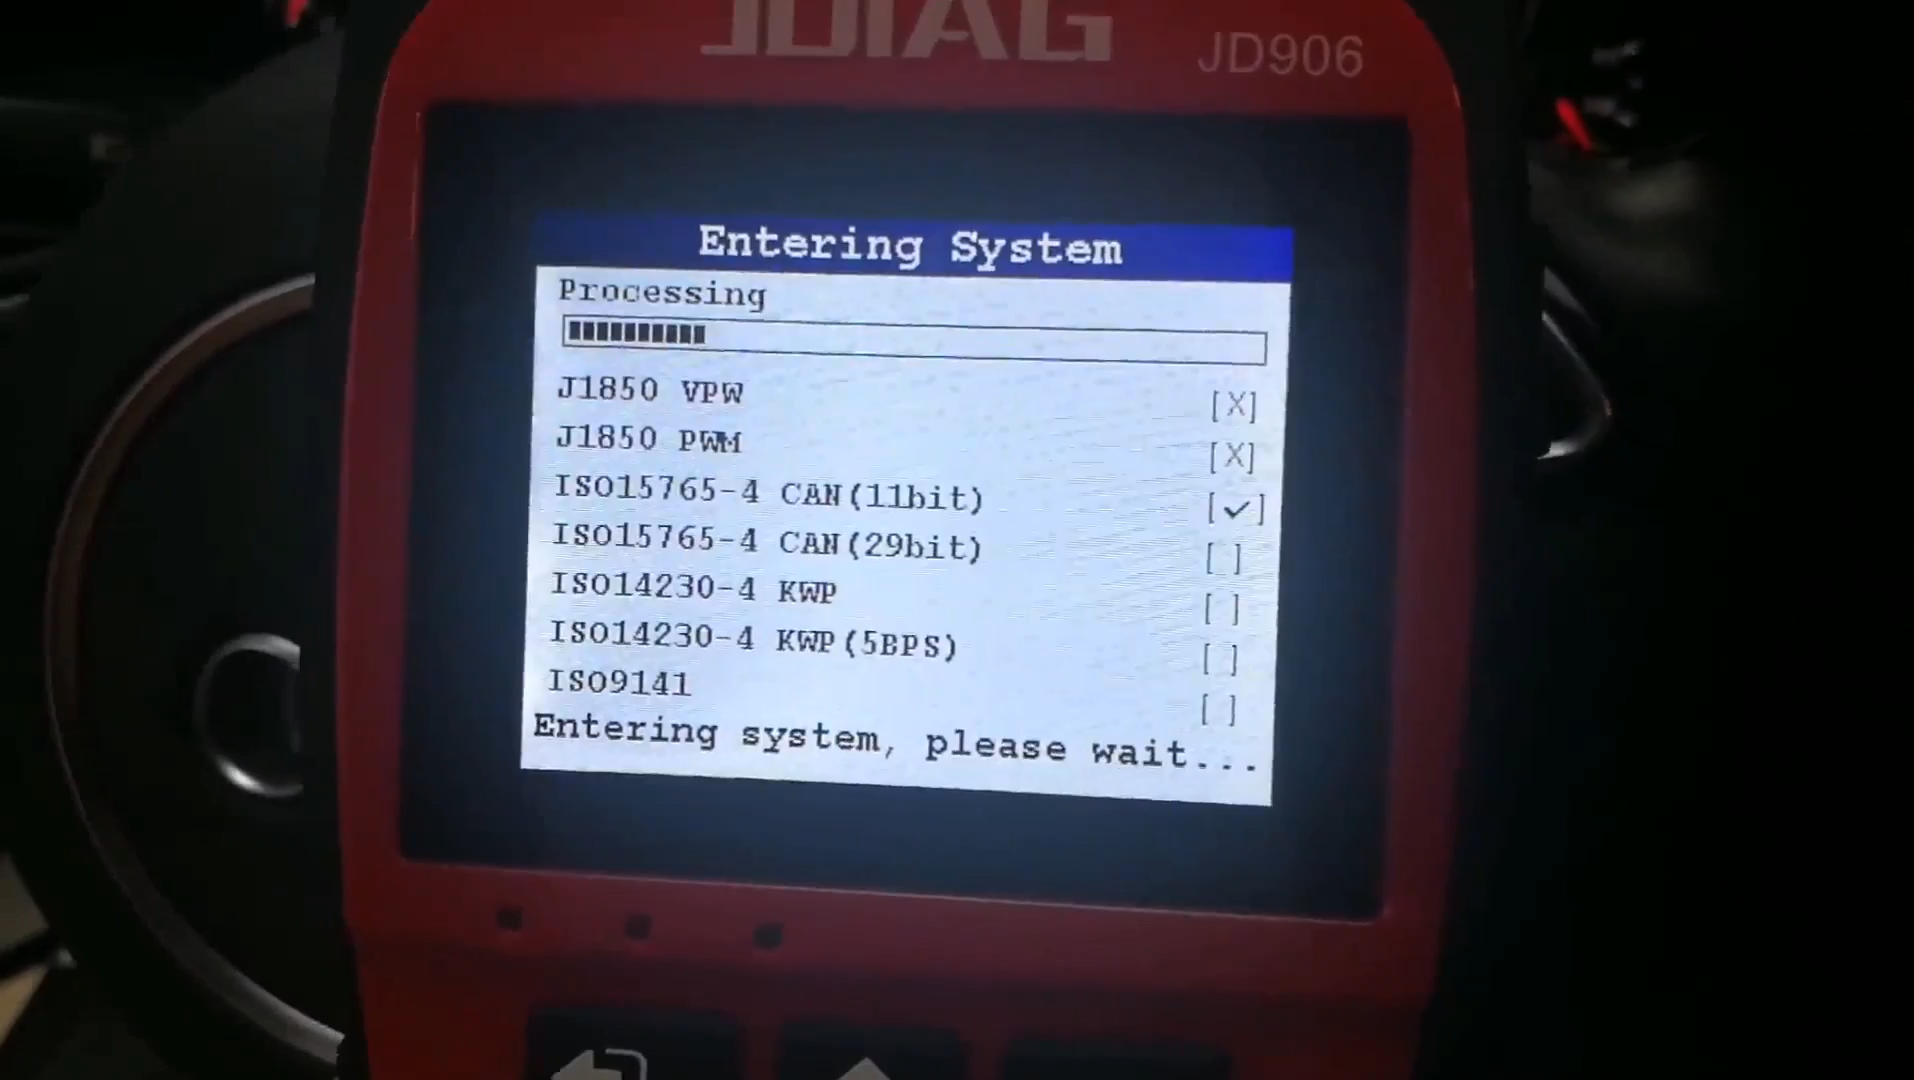 JDIAG
JD906
Entering System
Processing
J1850 VPW [X]
J1850 PWM [X]
ISO15765-4 CAN(11bit) [✓]
ISO15765-4 CAN(29bit) [ ]
ISO14230-4 KWP [ ]
ISO14230-4 KWP(5BPS) [ ]
ISO9141 [ ]
Entering system, please wait...